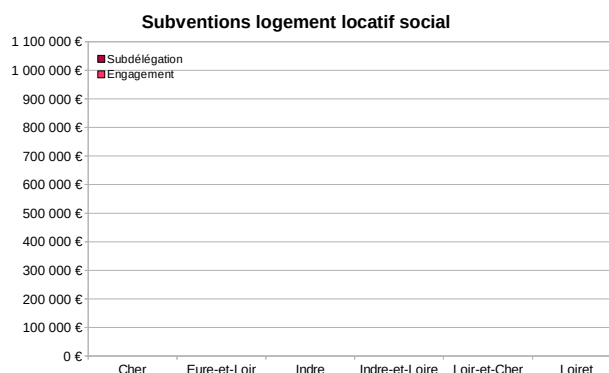 Subventions logement locatif social
1 100 000 €
1 000 000 €
900 000 €
800 000 €
700 000 €
600 000 €
500 000 €
400 000 €
300 000 €
200 000 €
100 000 €
0 €
Subdélégation
Engagement
Cher Eure-et-Loir Indre Indre-et-Loire Loir-et-Cher Loiret